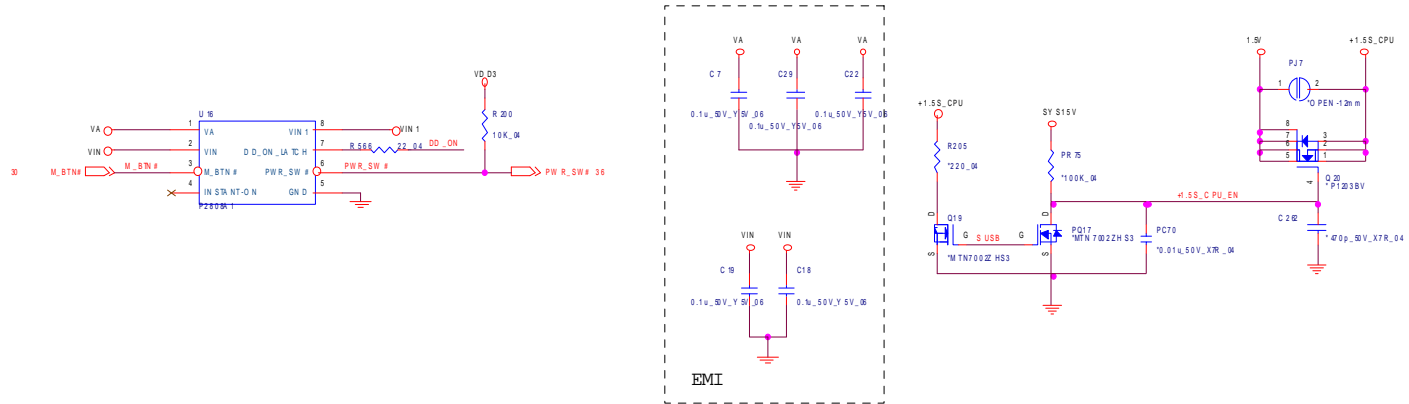 U16
VA
VIN
30
M_BTN#
M_BTN#
1
2
3
4
VA
VIN
M_BTN#
INSTANT-ON
VIN1
DD_ON_LATCH
PWR_SW#
GND
8
7
6
5
P2808A1
VIN1
R566
22_04
DD_ON
PWR_SW#
VDD3
R200
10K_04
PWR_SW# 36
VA
VA
VA
C7
C29
C22
0.1u_50V_Y5V_06
0.1u_50V_Y5V_06
0.1u_50V_Y5V_06
VIN
VIN
C19
C18
0.1u_50V_Y5V_06
0.1u_50V_Y5V_06
EMI
+1.5S_CPU
R205
*220_04
D
Q19
G
S
*MTN7002ZHS3
SUSB
SYS15V
PR75
*100K_04
D
G
S
PQ17
*MTN7002ZHS3
+1.5S_CPU_EN
PC70
*0.01u_50V_X7R_04
1.5V
+1.5S_CPU
PJ7
1
2
*OPEN-12mm
8
7
6
5
3
2
1
4
Q20
*P1203BV
C262
*470p_50V_X7R_04